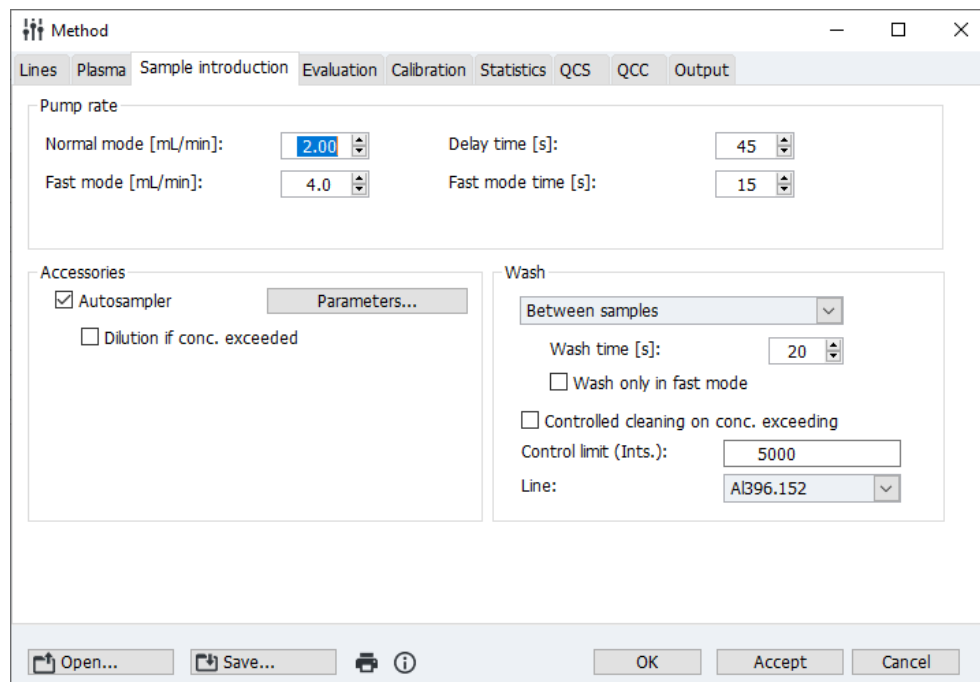 Method
Lines Plasma Sample introduction Evaluation Calibration Statistics QCS QCC Output
Pump rate
Normal mode [mL/min]: 2.00 Delay time [s]: 45
Fast mode [mL/min]: 4.0 Fast mode time [s]: 15
Accessories
Autosampler Parameters...
Dilution if conc. exceeded
Wash
Between samples
Wash time [s]: 20
Wash only in fast mode
Controlled cleaning on conc. exceeding
Control limit (Ints.): 5000
Line: Al396.152
Open... Save... OK Accept Cancel